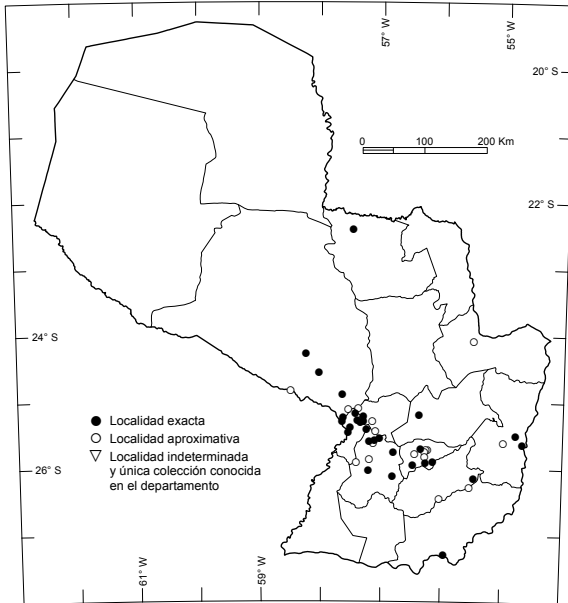 57° W
55° W
20° S
0 100 200 Km
22° S
24° S
Localidad exacta
Localidad aproximativa
Localidad indeterminada
y única colección conocida
en el departamento
26° S
61° W
59° W